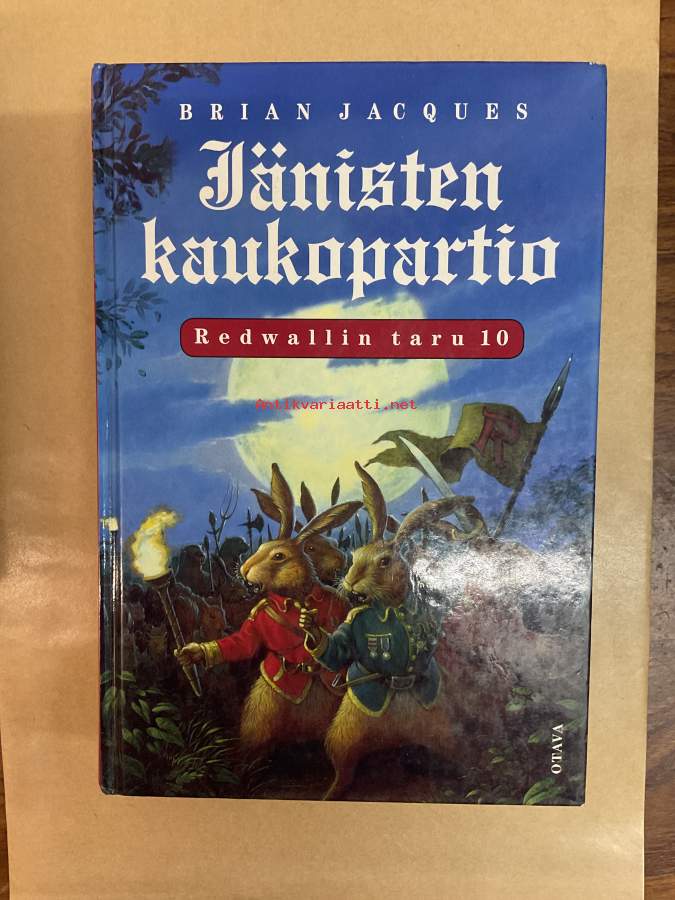 BRIAN JACQUES
Jänisten
kaukopartio
Redwallin taru 10
Antikvariaatti.net
R
OTAVA